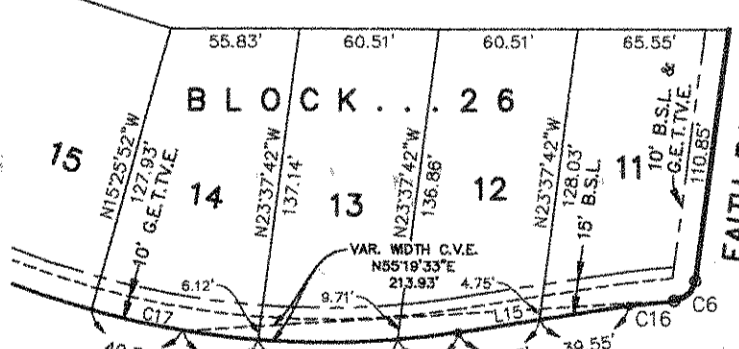 55.83' 60.51' 60.51' 65.55'
BLOCK...26
15
N15°25'52"W
127.93'
10' G.E.T.TV.E.
14
N23°37'42"W
137.14'
13
N23°37'42"W
136.86'
12
N23°37'42"W
128.03'
15' B.S.L.
11
10' B.S.L. &
G.E.T.TV.E.
110.85'
VAR. WIDTH C.V.E.
N55°19'33"E
213.93'
6.12'
9.71'
4.75'
C17
L15
C16
C6
39.55'